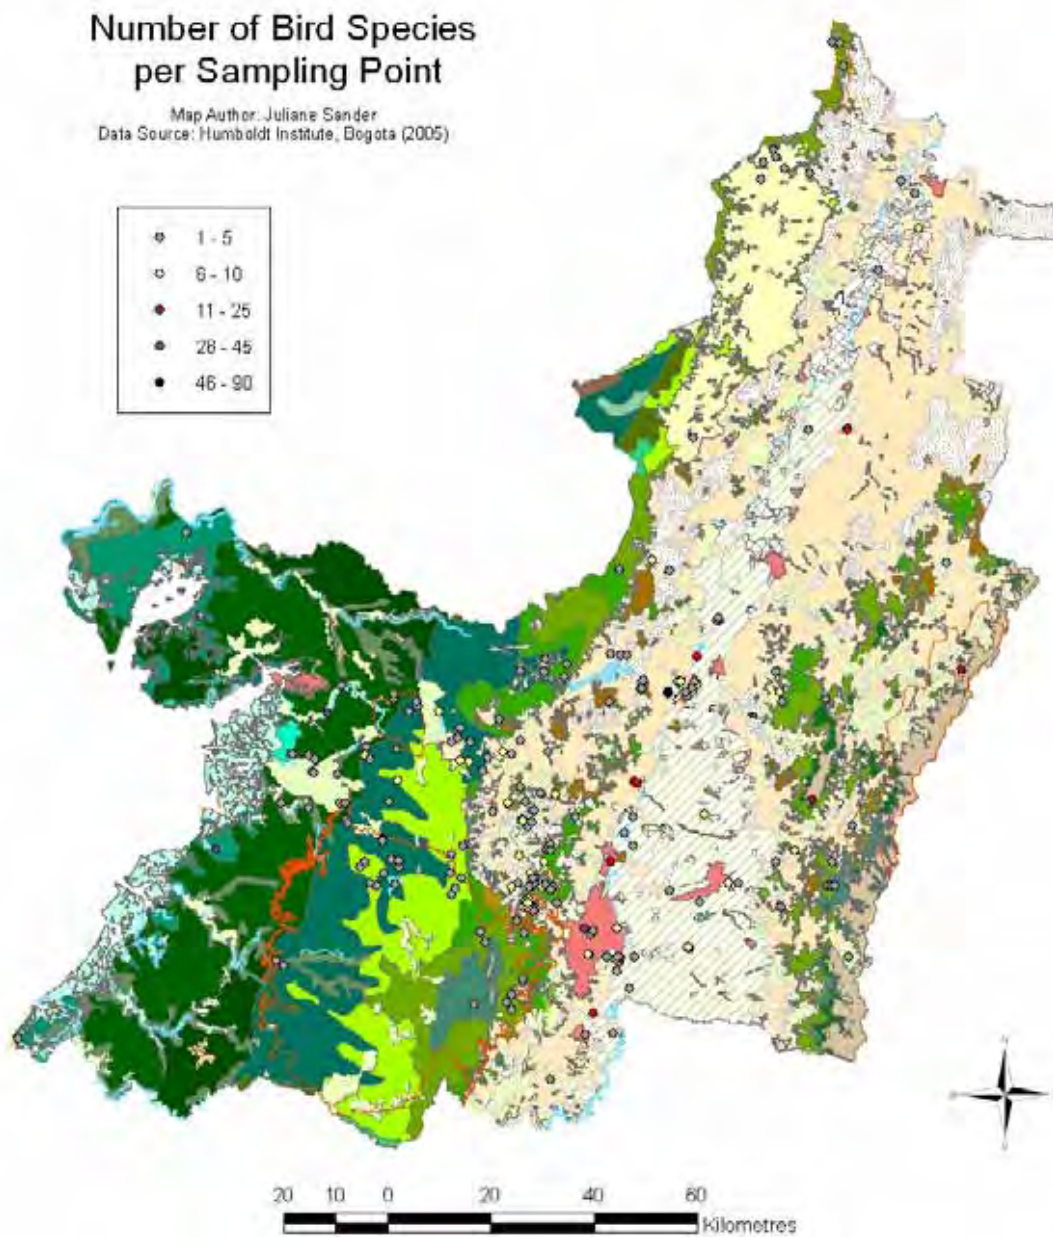 Number of Bird Species
per Sampling Point
Map Author: Juliane Sander
Data Source: Humboldt Institute, Bogota (2005)
1 - 5
6 - 10
11 - 25
26 - 45
46 - 90
20 10 0 20 40 60
Kilometres